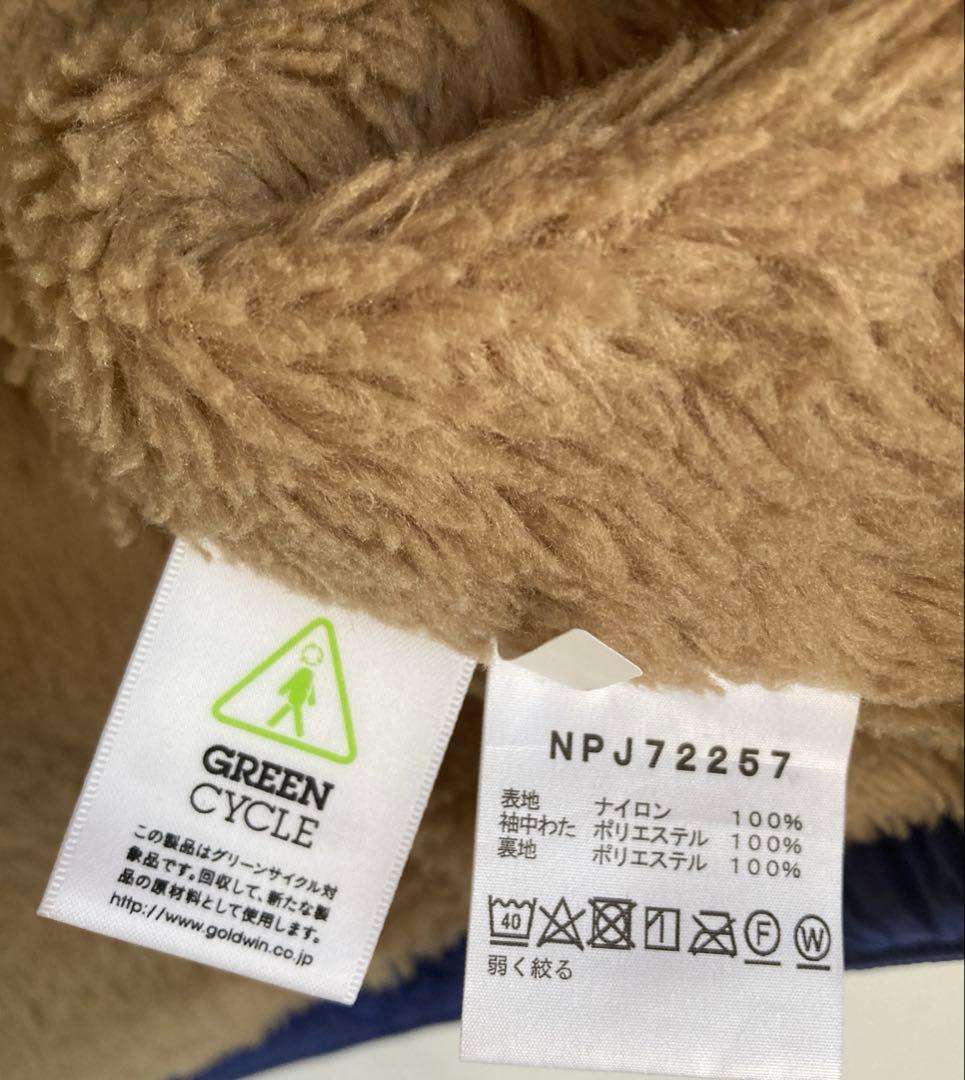 GREEN
CYCLE
この製品はグリーンサイクル対
象品です。回収して、新たな製
品の原材料として使用します。
http://www.goldwin.co.jp
NPJ72257
表地 ナイロン 100%
袖中わた ポリエステル 100%
裏地 ポリエステル 100%
40 F W
弱く絞る